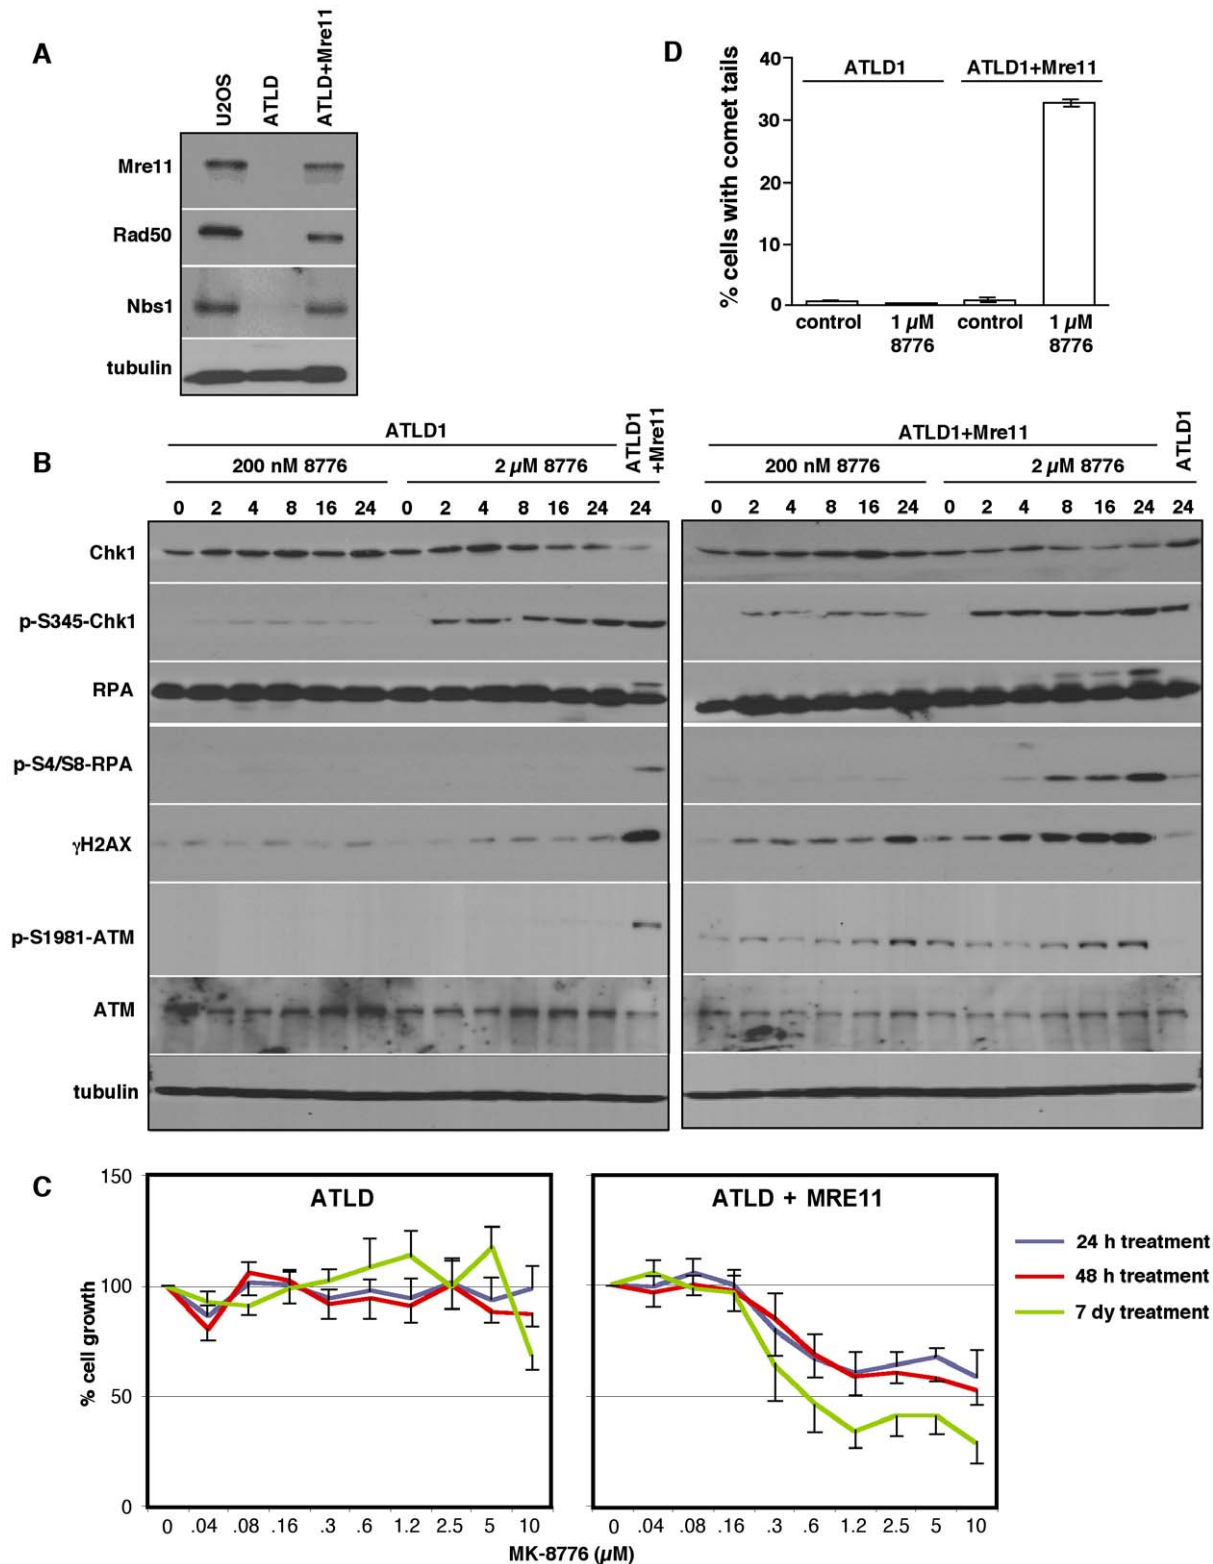 A
U2OS
ATLD
ATLD+Mre11
Mre11
Rad50
Nbs1
tubulin
D
% cells with comet tails
40
30
20
10
0
ATLD1
ATLD1+Mre11
control
1 µM
8776
control
1 µM
8776
B
ATLD1
ATLD1
+Mre11
200 nM 8776
2 µM 8776
0 2 4 8 16 24 0 2 4 8 16 24 24
ATLD1+Mre11
ATLD1
200 nM 8776
2 µM 8776
0 2 4 8 16 24 0 2 4 8 16 24 24
Chk1
p-S345-Chk1
RPA
p-S4/S8-RPA
γH2AX
p-S1981-ATM
ATM
tubulin
C
% cell growth
150
100
50
0
ATLD
0 .04 .08 .16 .3 .6 1.2 2.5 5 10
ATLD + MRE11
0 .04 .08 .16 .3 .6 1.2 2.5 5 10
MK-8776 (µM)
24 h treatment
48 h treatment
7 dy treatment